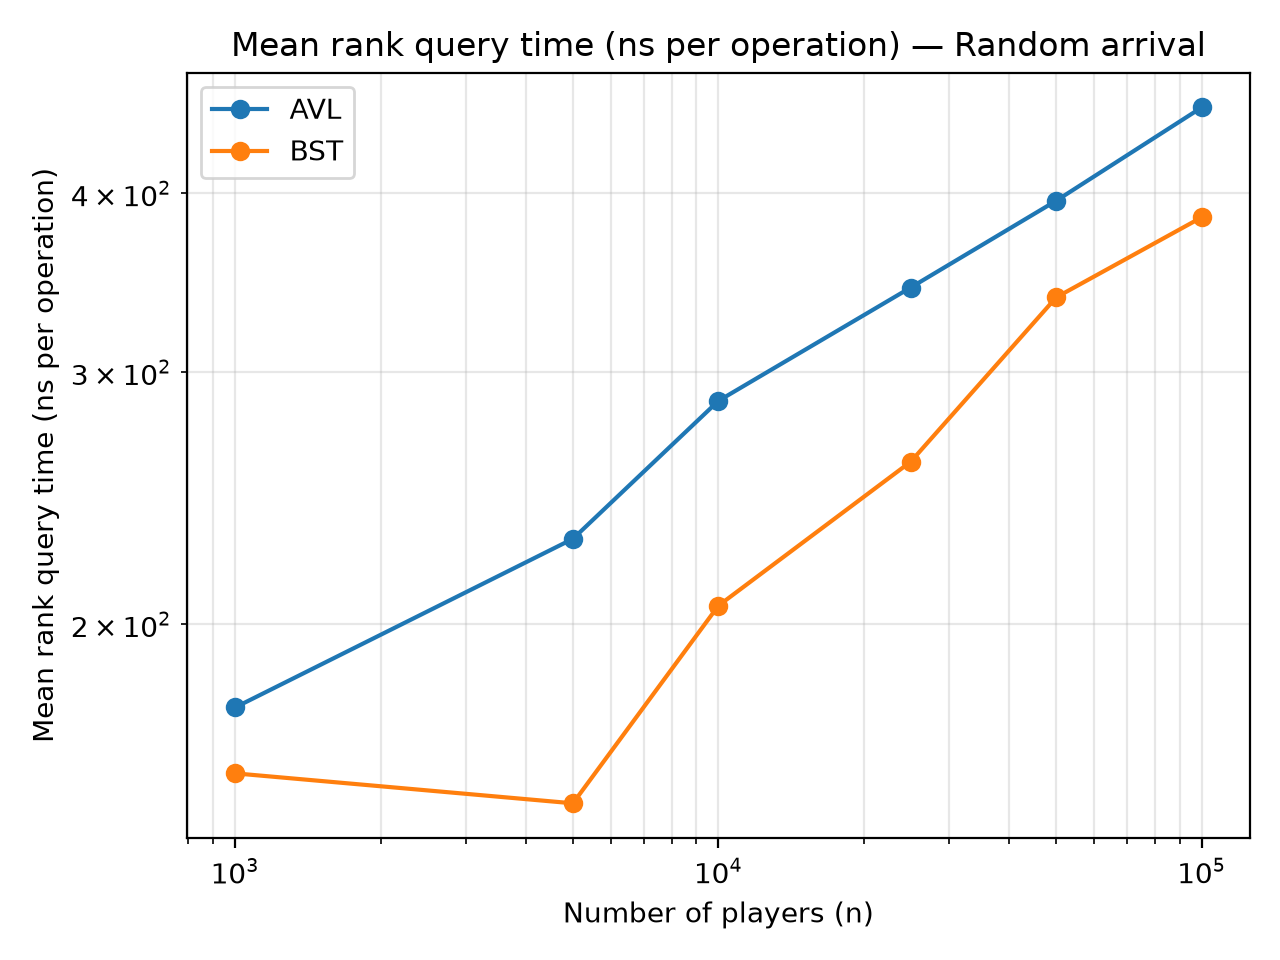 Mean rank query time (ns per operation) — Random arrival
AVL
BST
Mean rank query time (ns per operation)
4 × 10²
3 × 10²
2 × 10²
10³ 10⁴ 10⁵
Number of players (n)